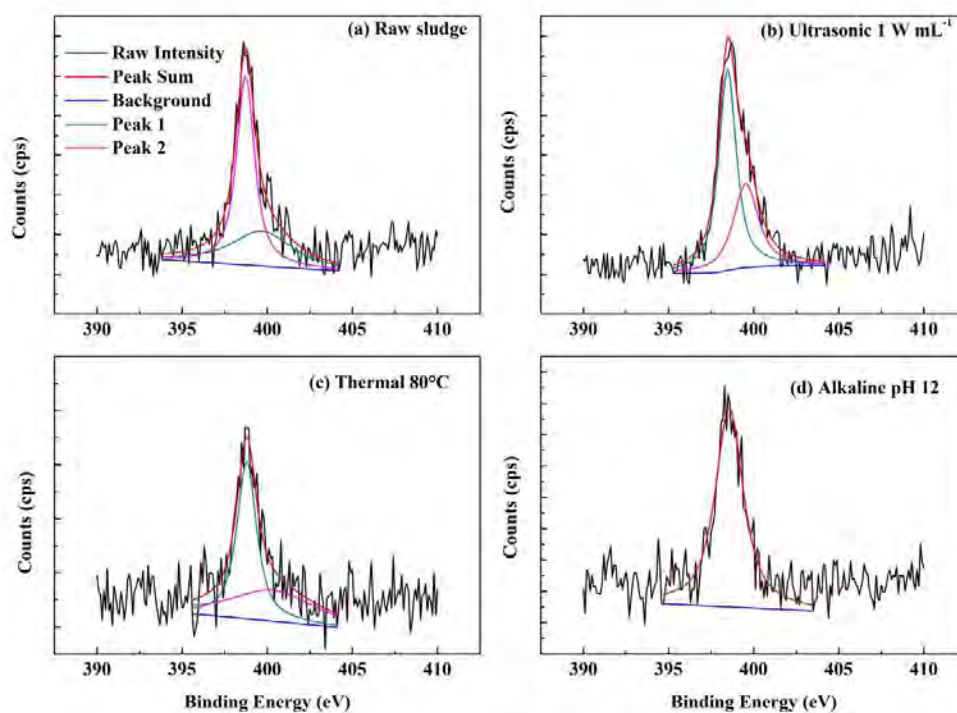 (a) Raw sludge
Raw Intensity
Peak Sum
Background
Peak 1
Peak 2
Counts (cps)
390 395 400 405 410
(b) Ultrasonic 1 W mL⁻¹
Counts (cps)
390 395 400 405 410
(c) Thermal 80°C
Counts (cps)
390 395 400 405 410
Binding Energy (eV)
(d) Alkaline pH 12
Counts (cps)
390 395 400 405 410
Binding Energy (eV)